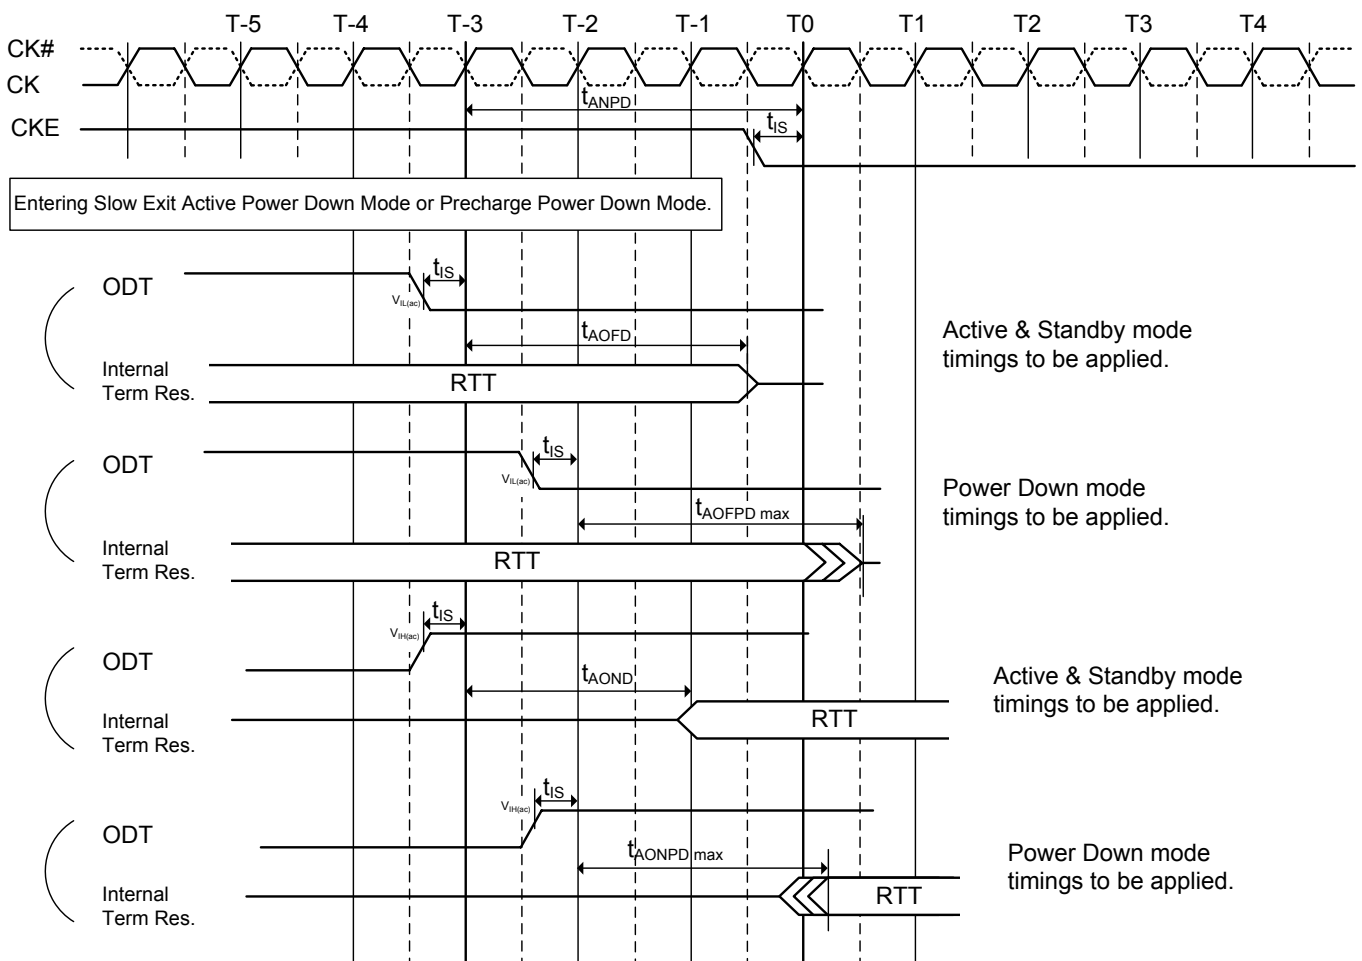 T-5 T-4 T-3 T-2 T-1 T0 T1 T2 T3 T4
CK#
CK
tANPD
CKE
tIS
Entering Slow Exit Active Power Down Mode or Precharge Power Down Mode.
ODT
tIS
VIL(ac)
tAOFD
Internal
Term Res.
RTT
Active & Standby mode
timings to be applied.
ODT
tIS
VIL(ac)
tAOFPD max
Internal
Term Res.
RTT
Power Down mode
timings to be applied.
ODT
tIS
VIH(ac)
tAOND
Internal
Term Res.
RTT
Active & Standby mode
timings to be applied.
ODT
tIS
VIH(ac)
tAONPD max
Internal
Term Res.
RTT
Power Down mode
timings to be applied.